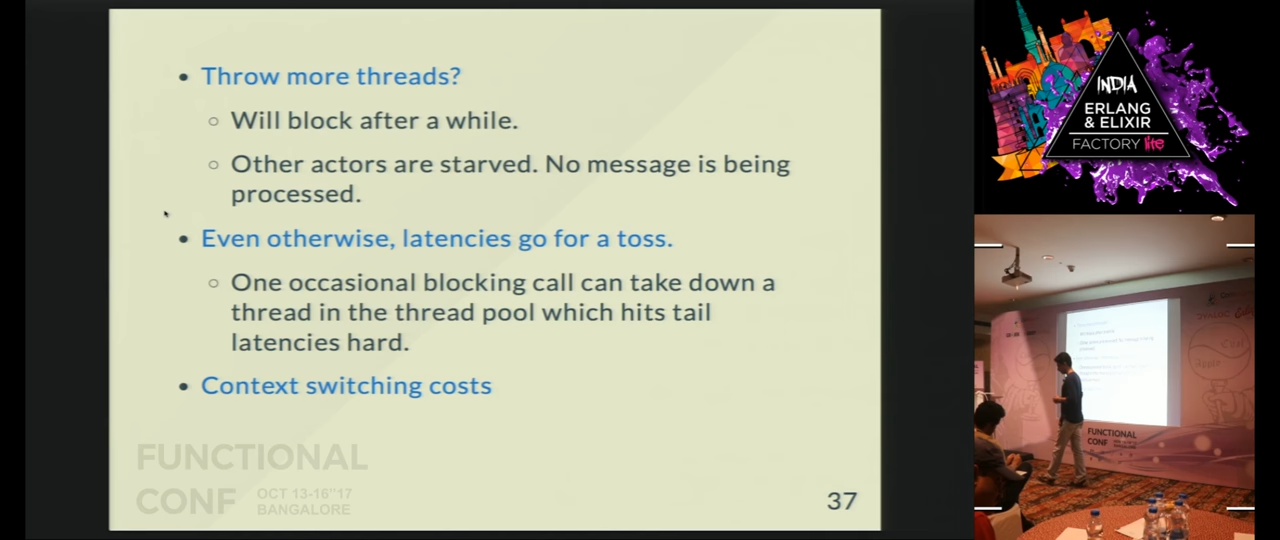 Throw more threads?
Will block after a while.
Other actors are starved. No message is being
processed.
Even otherwise, latencies go for a toss.
One occasional blocking call can take down a
thread in the thread pool which hits tail
latencies hard.
Context switching costs
FUNCTIONAL
CONF
OCT 13-16"17
BANGALORE
37
INDIA
ERLANG
& ELIXIR
FACTORY lite
FUNCTIONAL
CONF